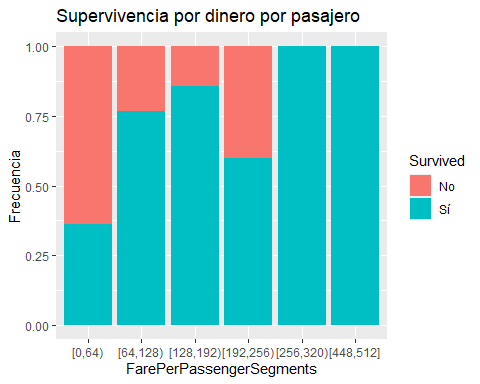 Supervivencia por dinero por pasajero
1.00
0.75
0.50
0.25
0.00
Frecuencia
[0,64) [64,128) [128,192) [192,256) [256,320) [448,512]
FarePerPassengerSegments
Survived
No
Sí